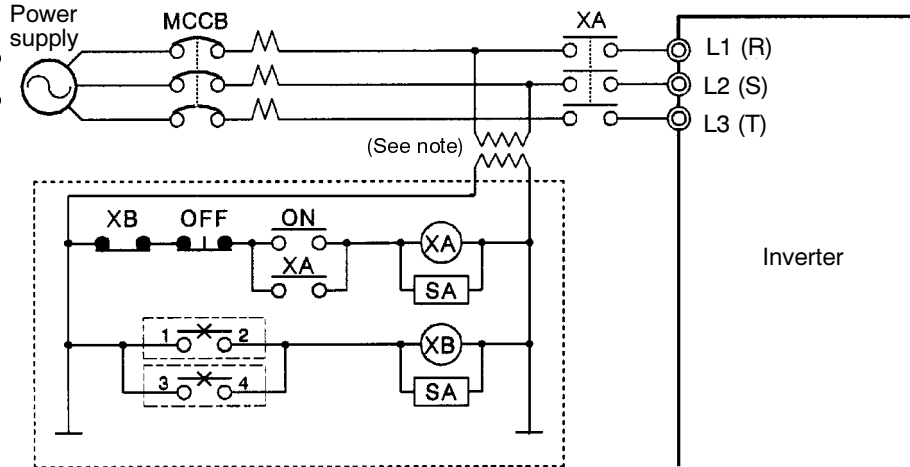 Power
supply
MCCB
XA
L1 (R)
L2 (S)
L3 (T)
(See note)
XB OFF ON
XA
XA
SA
Inverter
1 2
XB
3 4
SA